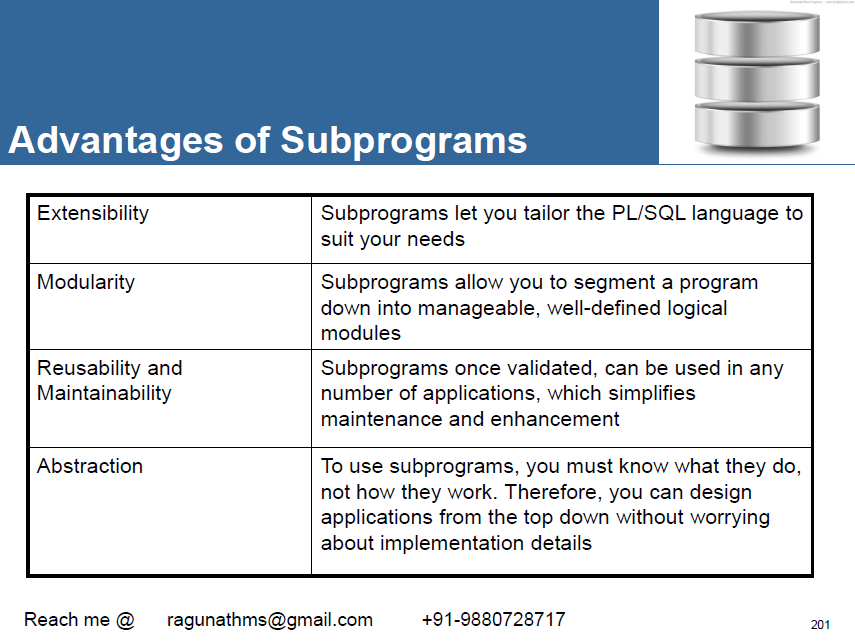 Advantages of Subprograms
Extensibility
Subprograms let you tailor the PL/SQL language to
suit your needs
Modularity
Subprograms allow you to segment a program
down into manageable, well-defined logical
modules
Reusability and
Maintainability
Subprograms once validated, can be used in any
number of applications, which simplifies
maintenance and enhancement
Abstraction
To use subprograms, you must know what they do,
not how they work. Therefore, you can design
applications from the top down without worrying
about implementation details
Reach me @ ragunathms@gmail.com +91-9880728717
201